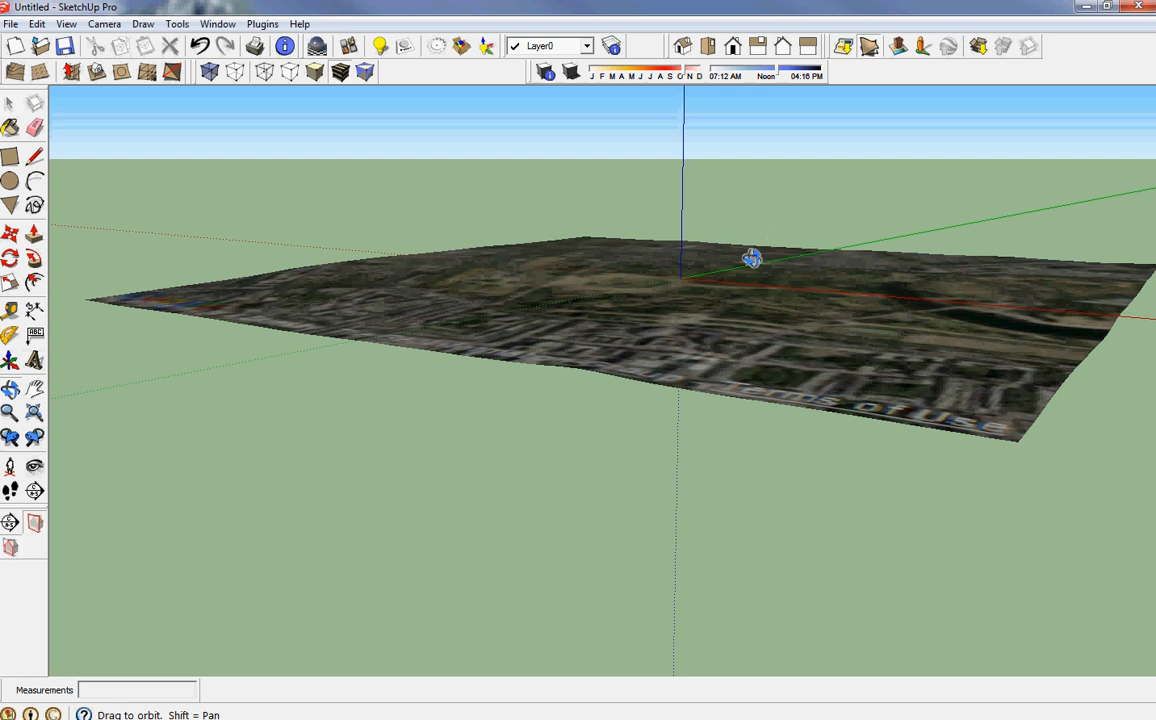 Untitled - SketchUp Pro
File Edit View Camera Draw Tools Window Plugins Help
Layer0
J F M A M J J A S O N D 07:12 AM Noon 04:16 PM
ABC
Terms of Use
Measurements
Drag to orbit. Shift = Pan